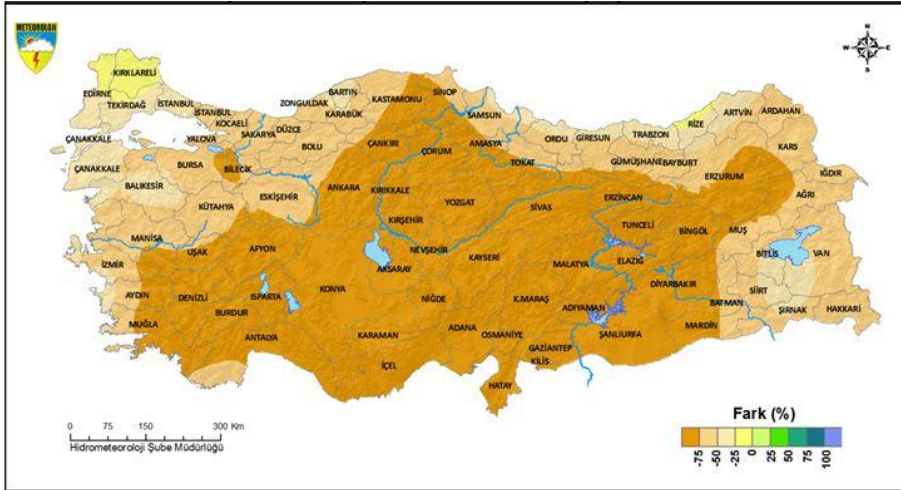 METEOROLOJİ
N
W E
S
KIRKLARELİ
EDİRNE
TEKİRDAĞ
İSTANBUL
İSTANBUL
KOCAELİ
YALOVA
SAKARYA
DÜZCE
ZONGULDAK
BARTIN
KARABÜK
KASTAMONU
SİNOP
SAMSUN
ORDU
GİRESUN
TRABZON
RİZE
ARTVİN
ARDAHAN
KARS
ÇANAKKALE
ÇANAKKALE
BALIKESİR
BURSA
BİLECİK
BOLU
ÇANKIRI
ÇORUM
AMASYA
TOKAT
GÜMÜŞHANE
BAYBURT
ERZURUM
IĞDIR
AĞRI
KÜTAHYA
ESKİŞEHİR
ANKARA
KIRIKKALE
YOZGAT
SİVAS
ERZİNCAN
TUNCELİ
BİNGÖL
MUŞ
BİTLİS
VAN
MANİSA
İZMİR
UŞAK
AFYON
KIRŞEHİR
NEVŞEHİR
AKSARAY
KAYSERİ
MALATYA
ELAZIĞ
DİYARBAKIR
BATMAN
SİİRT
ŞIRNAK
HAKKARİ
AYDIN
DENİZLİ
ISPARTA
BURDUR
KONYA
NİĞDE
K.MARAŞ
ADIYAMAN
MARDİN
MUĞLA
ANTALYA
KARAMAN
İÇEL
ADANA
OSMANİYE
GAZİANTEP
KİLİS
ŞANLIURFA
HATAY
0 75 150 300 Km
Hidrometeoroloji Şube Müdürlüğü
Fark (%)
-75 -50 -25 0 25 50 75 100